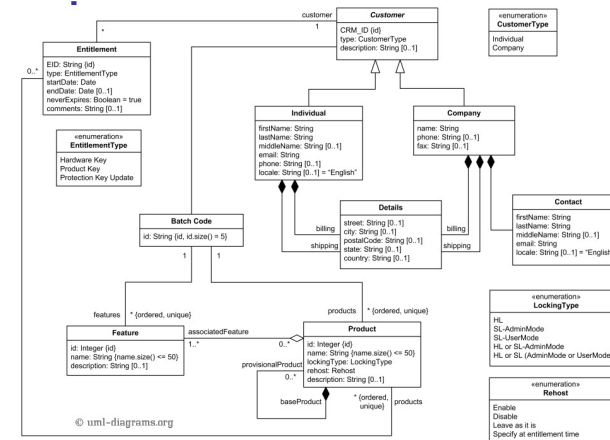 Entitlement
EID: String {id}
type: EntitlementType
startDate: Date
endDate: Date [0..1]
neverExpires: Boolean = true
comments: String [0..1]
*
0..*
customer
1
Customer
CRM_ID {id}
type: CustomerType
description: String [0..1]
«enumeration»
CustomerType
Individual
Company
«enumeration»
EntitlementType
Hardware Key
Product Key
Protection Key Update
Individual
firstName: String
lastName: String
middleName: String [0..1]
email: String
phone: String [0..1]
locale: String [0..1] = "English"
Company
name: String
phone: String [0..1]
fax: String [0..1]
Details
street: String [0..1]
city: String [0..1]
postalCode: String [0..1]
state: String [0..1]
country: String [0..1]
billing
shipping
billing
shipping
Contact
firstName: String
lastName: String
middleName: String [0..1]
email: String
locale: String [0..1] = "English
Batch Code
id: String {id, id.size() = 5}
1
1
features
* {ordered, unique}
products
* {ordered, unique}
Feature
id: Integer {id}
name: String {name.size() <= 50}
description: String [0..1]
associatedFeature
1..*
0..*
Product
id: Integer {id}
name: String {name.size() <= 50}
lockingType: LockingType
rehost: Rehost
description: String [0..1]
provisionalProduct
0..*
baseProduct
* {ordered,
unique}
products
«enumeration»
LockingType
HL
SL-AdminMode
SL-UserMode
HL or SL-AdminMode
HL or SL (AdminMode or UserMode
«enumeration»
Rehost
Enable
Disable
Leave as it is
Specify at entitlement time
© uml-diagrams.org